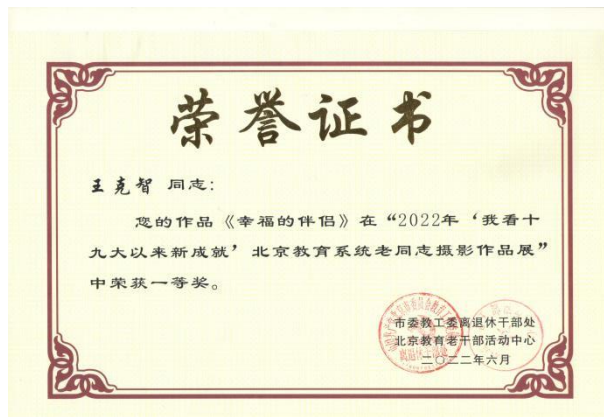 荣誉证书
王克智 同志：
您的作品《幸福的伴侣》在“2022年‘我看十
九大以来新成就’北京教育系统老同志摄影作品展”
中荣获一等奖。
市委教工委离退休干部处
北京教育老干部活动中心
二〇二二年六月